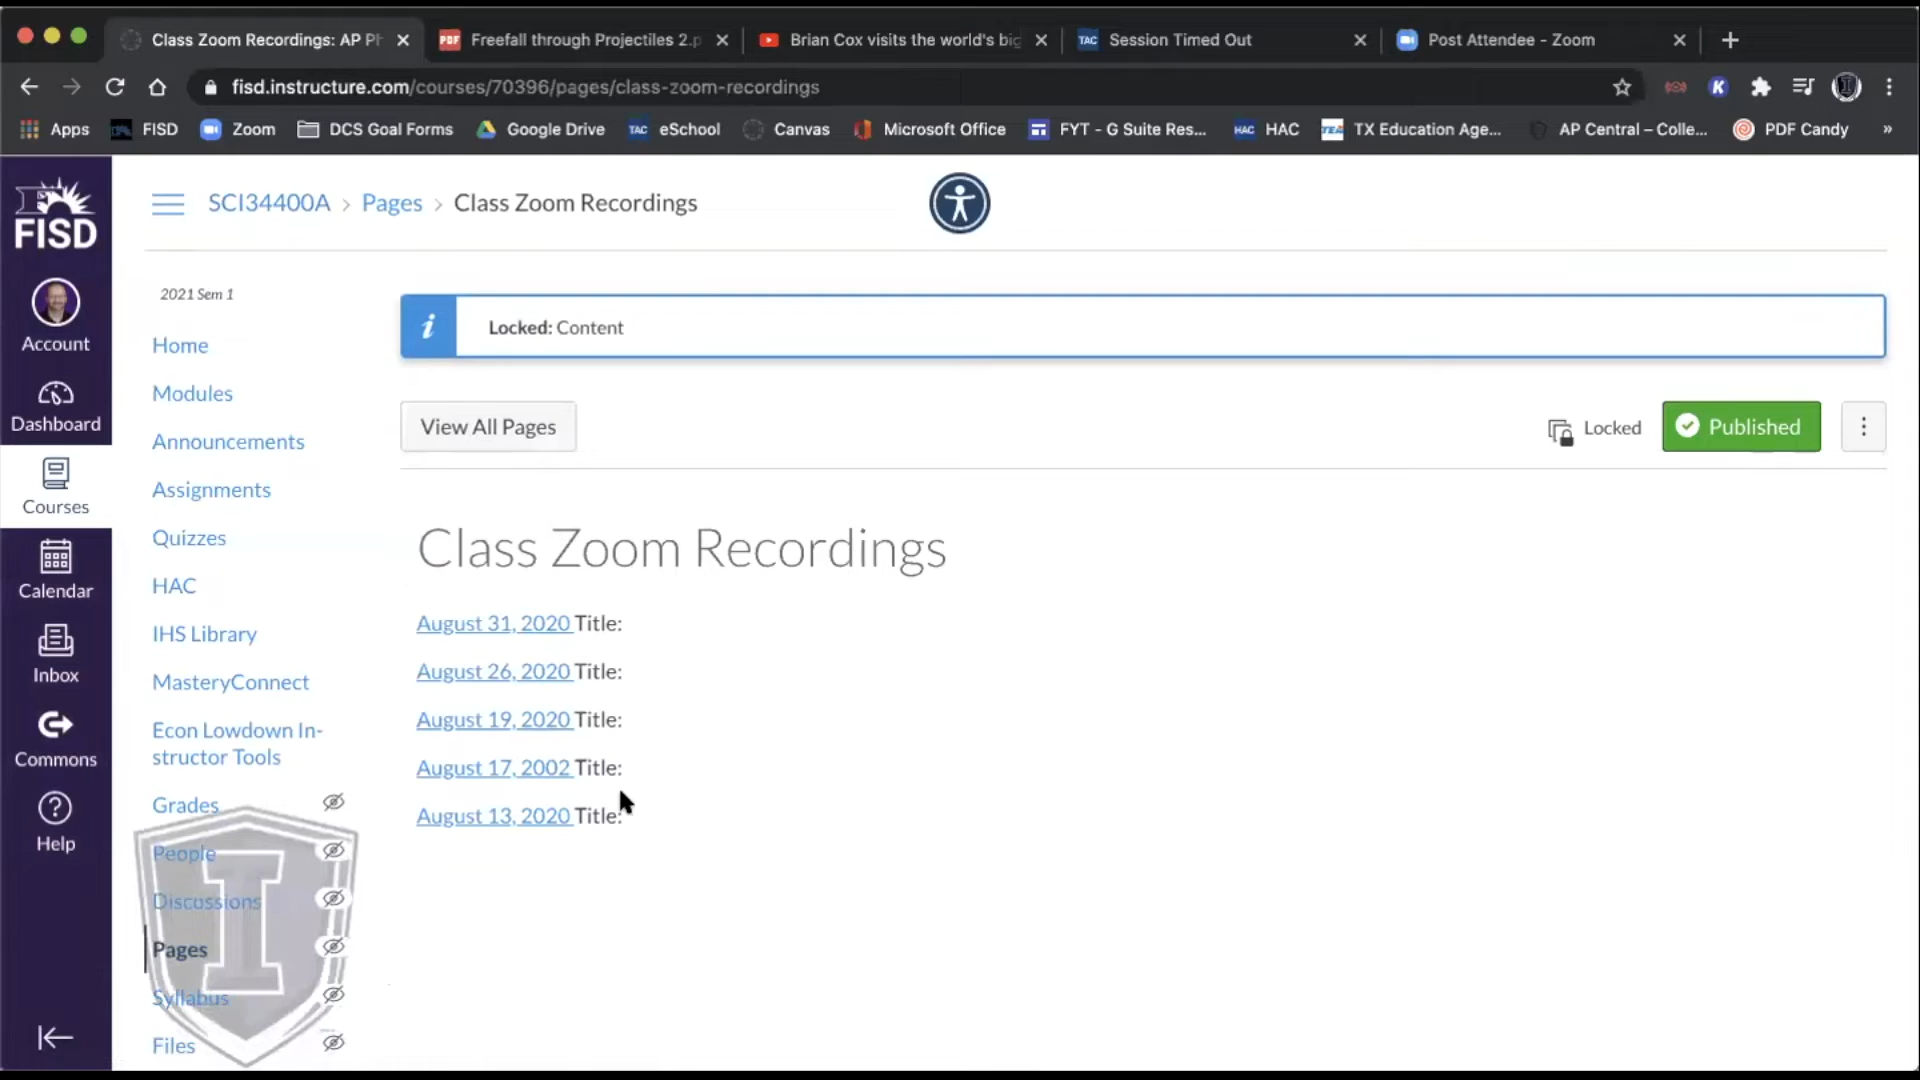 Class Zoom Recordings: AP Ph
PDF Freefall through Projectiles 2.p
Brian Cox visits the world's big
TAC Session Timed Out
Post Attendee - Zoom
fisd.instructure.com/courses/70396/pages/class-zoom-recordings
K
Apps FISD Zoom DCS Goal Forms Google Drive TAC eSchool Canvas Microsoft Office FYT - G Suite Res... HAC HAC TEA TX Education Age... AP Central – Colle... PDF Candy »
FISD
Account
Dashboard
Courses
Calendar
Inbox
Commons
Help
SCI34400A > Pages > Class Zoom Recordings
2021 Sem 1
Home
Modules
Announcements
Assignments
Quizzes
HAC
IHS Library
MasteryConnect
Econ Lowdown In-
structor Tools
Grades
People
Discussions
Pages
Syllabus
Files
I
i Locked: Content
View All Pages
Locked
Published
Class Zoom Recordings
August 31, 2020 Title:
August 26, 2020 Title:
August 19, 2020 Title:
August 17, 2002 Title:
August 13, 2020 Title: